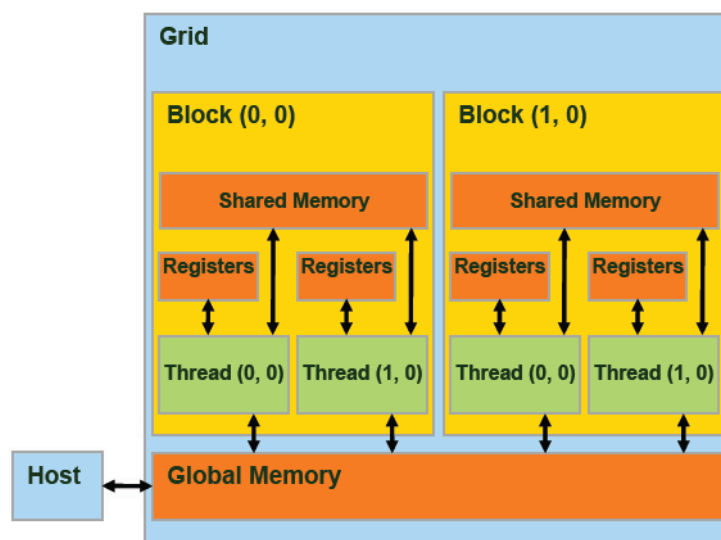 Grid
Block (0, 0)
Block (1, 0)
Shared Memory
Shared Memory
Registers
Registers
Registers
Registers
Thread (0, 0)
Thread (1, 0)
Thread (0, 0)
Thread (1, 0)
Host
Global Memory